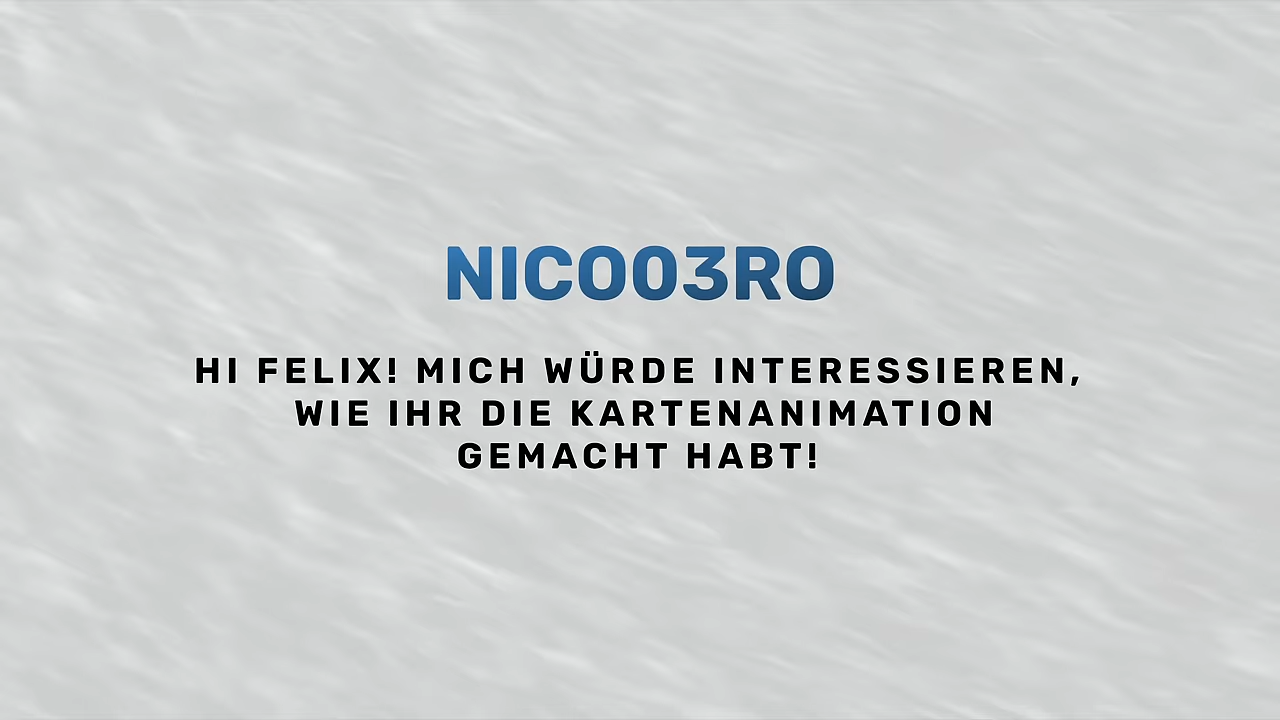 NICO03RO
HI FELIX! MICH WÜRDE INTERESSIEREN,
WIE IHR DIE KARTENANIMATION
GEMACHT HABT!